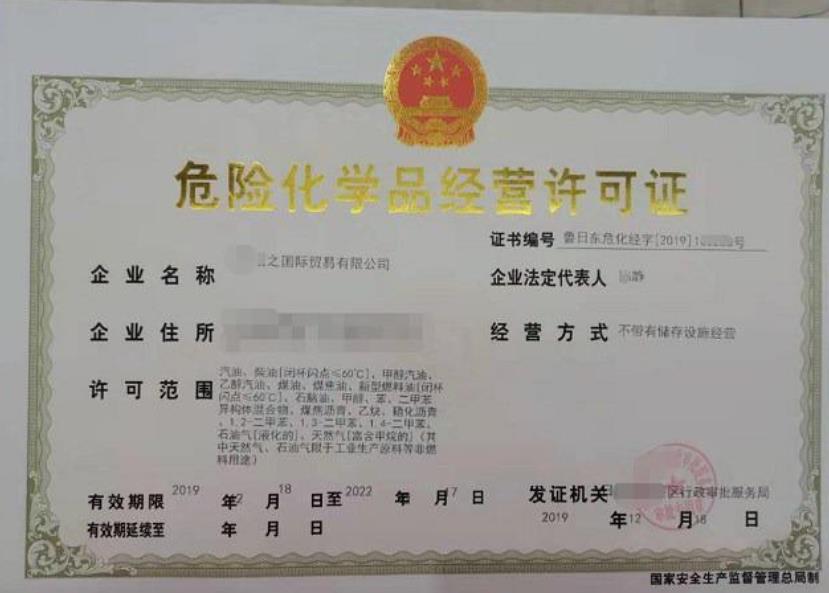 危险化学品经营许可证
证书编号 鲁日东危化经字[2019]1 号
企业名称 之国际贸易有限公司
企业法定代表人 静
企业住所
经营方式 不带有储存设施经营
许可范围
汽油、柴油[闭杯闪点≤60℃]、甲醇汽油、
乙醇汽油、煤油、煤焦油、新型燃料油[闭杯
闪点≤60℃]、石脑油、甲醇、苯、二甲苯
异构体混合物、煤焦沥青、乙炔、硝化沥青
、1,2-二甲苯、1,3-二甲苯、1,4-二甲苯、
石油气[液化的]、天然气[富含甲烷的](其
中天然气、石油气限于工业生产原料等非燃
料用途)
有效期限 2019 年 2 月 18 日至 2022 年 月 17 日
发证机关 区行政审批服务局
有效期延续至 年 月 日
2019 年 12 月 18 日
国家安全生产监督管理总局制